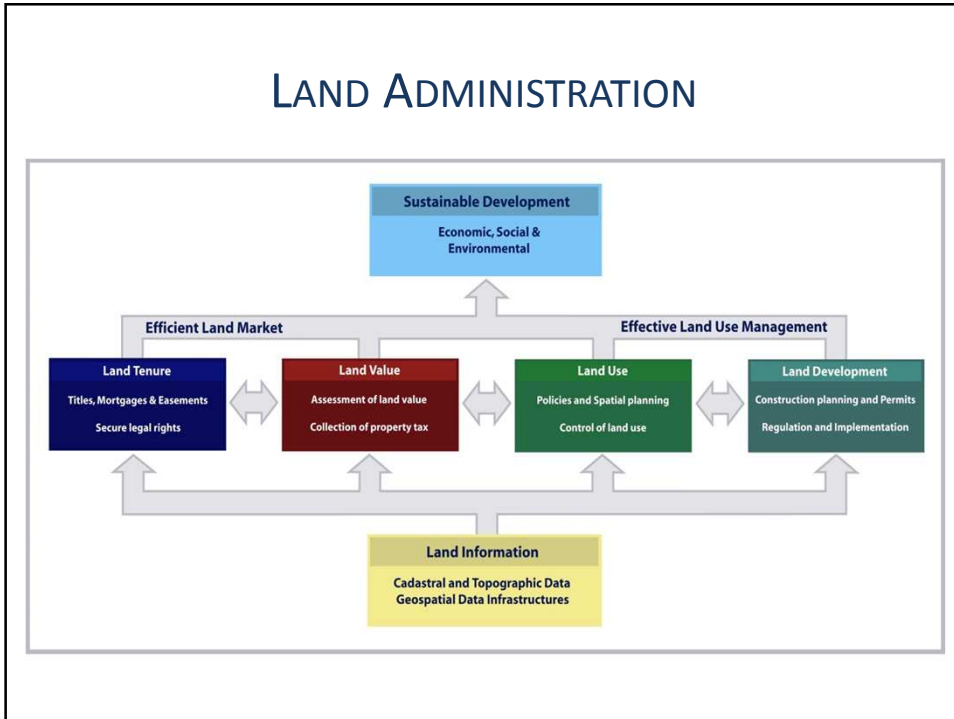 LAND ADMINISTRATION
Sustainable Development
Economic, Social &
Environmental
Efficient Land Market
Effective Land Use Management
Land Tenure
Titles, Mortgages & Easements
Secure legal rights
Land Value
Assessment of land value
Collection of property tax
Land Use
Policies and Spatial planning
Control of land use
Land Development
Construction planning and Permits
Regulation and Implementation
Land Information
Cadastral and Topographic Data
Geospatial Data Infrastructures